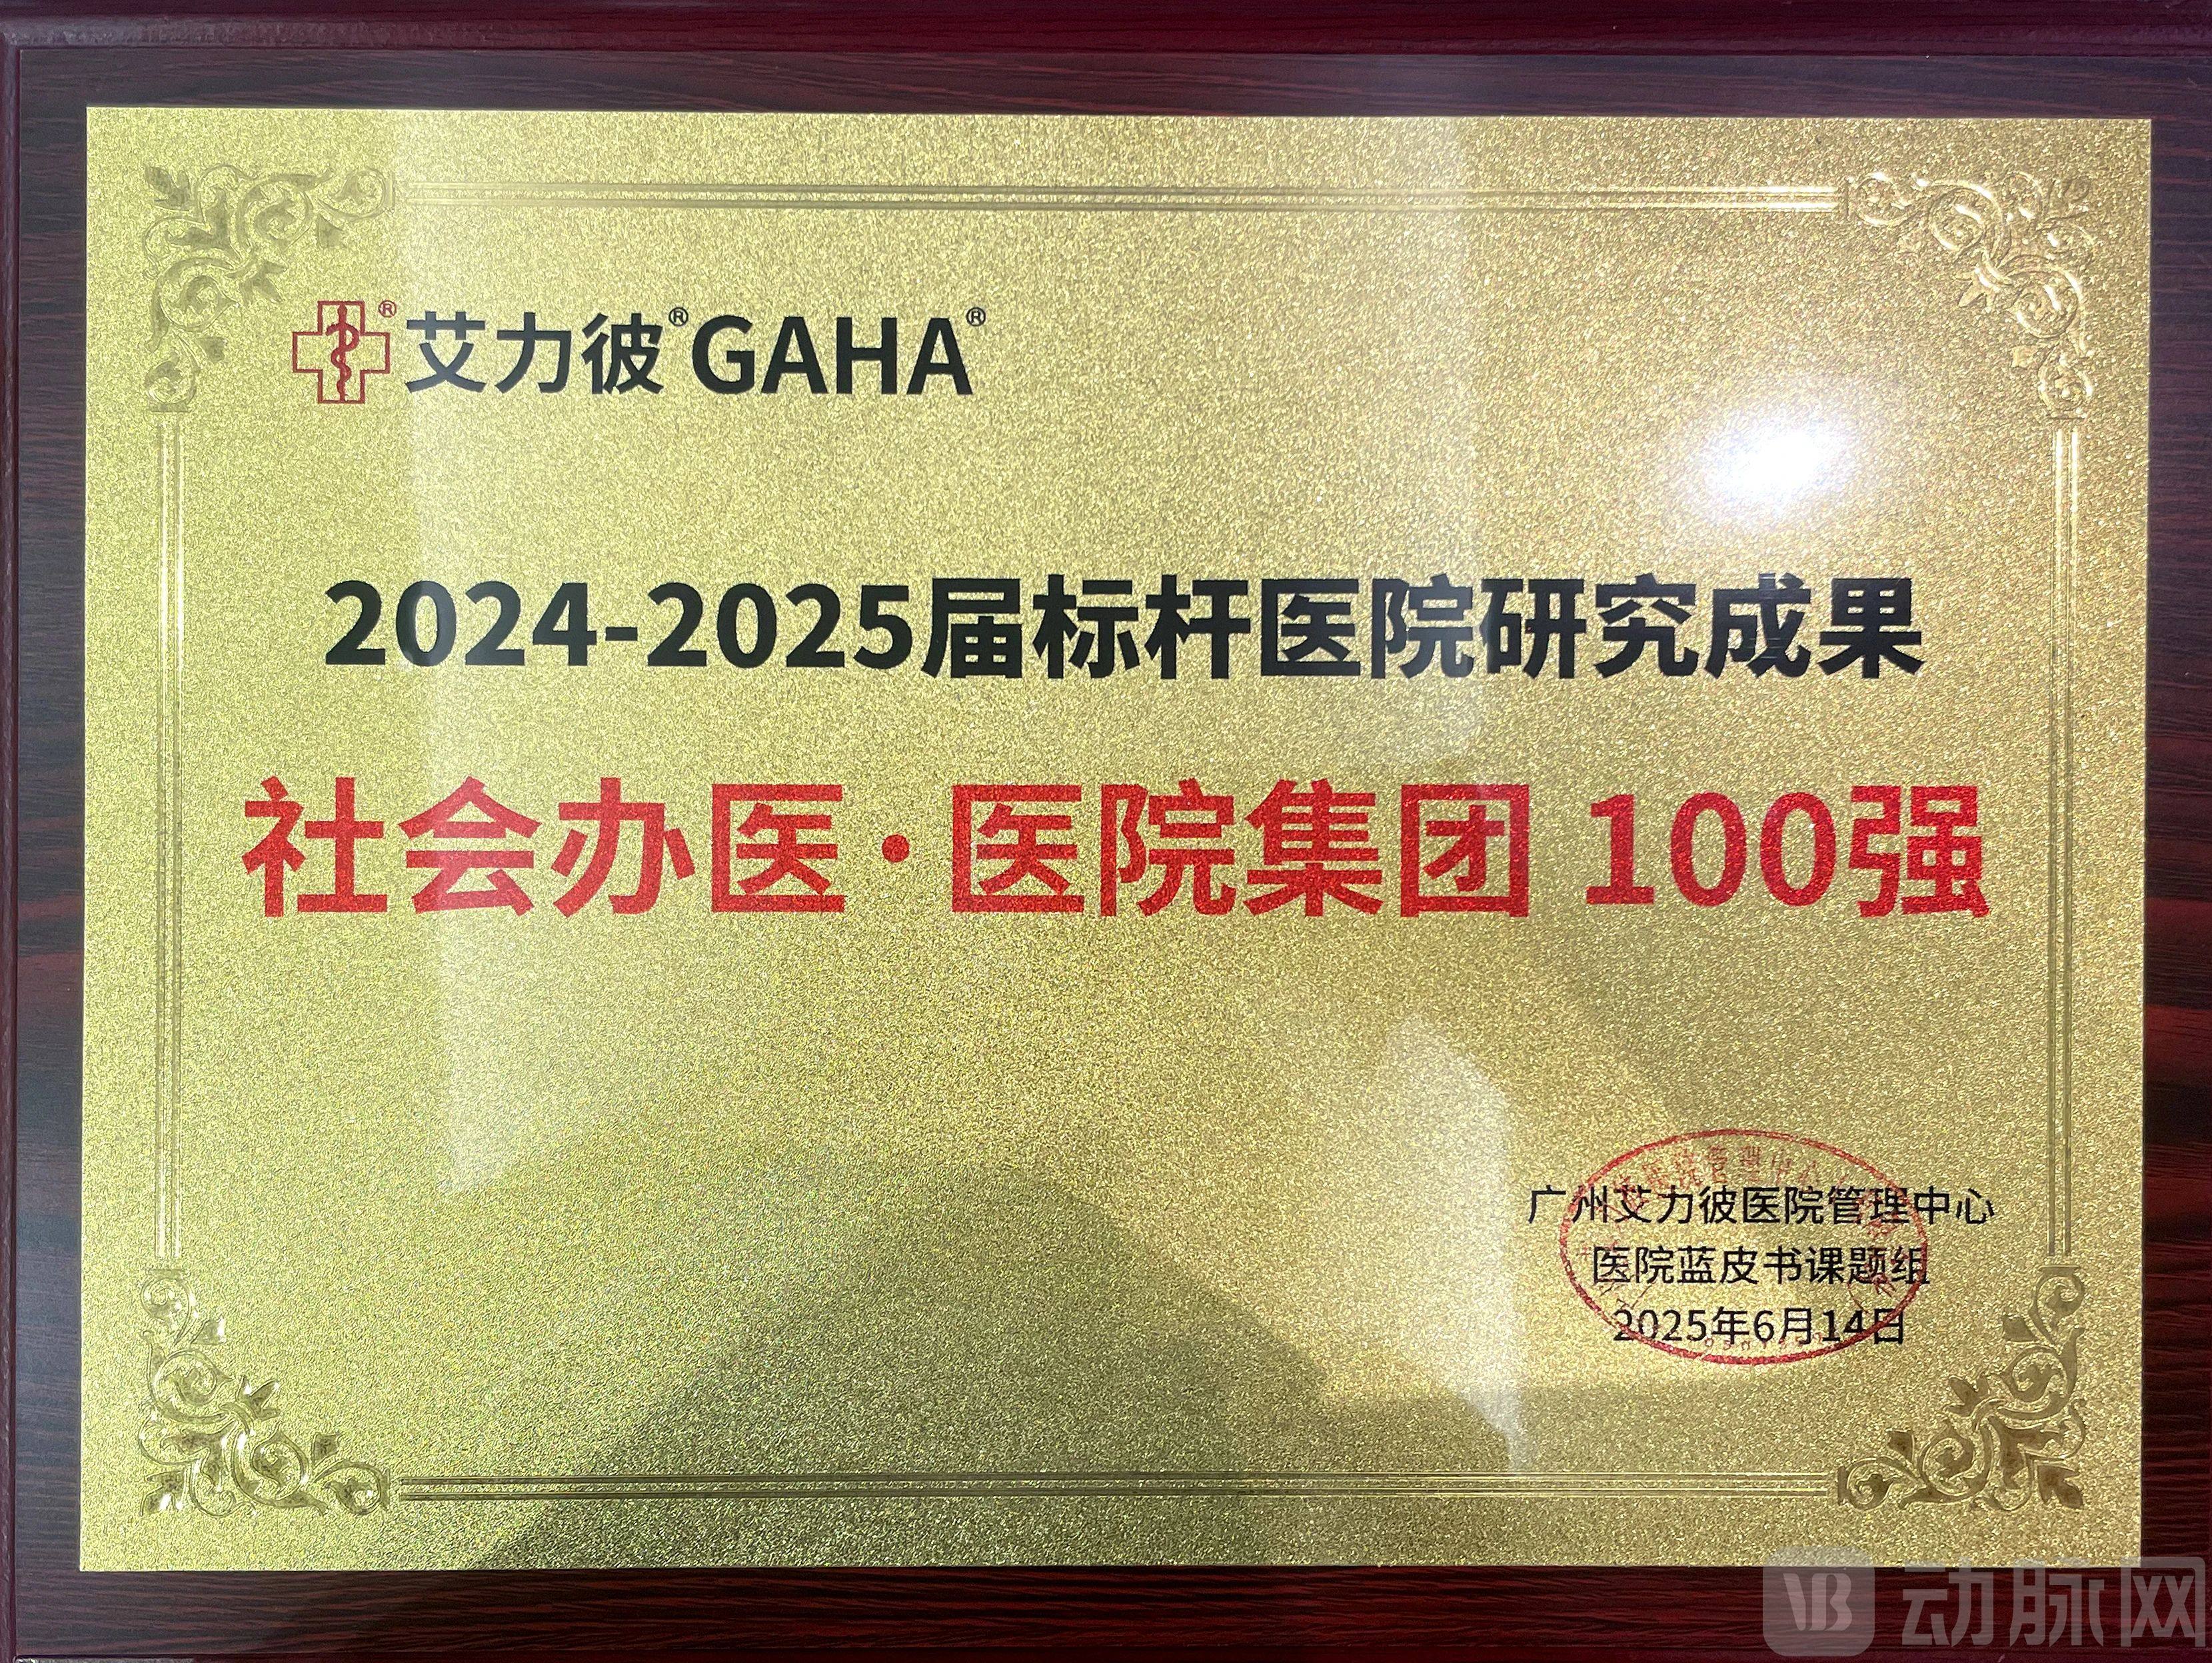 艾力彼®GAHA®
2024-2025届标杆医院研究成果
社会办医·医院集团 100强
广州艾力彼医院管理中心
医院蓝皮书课题组
2025年6月14日
动脉网